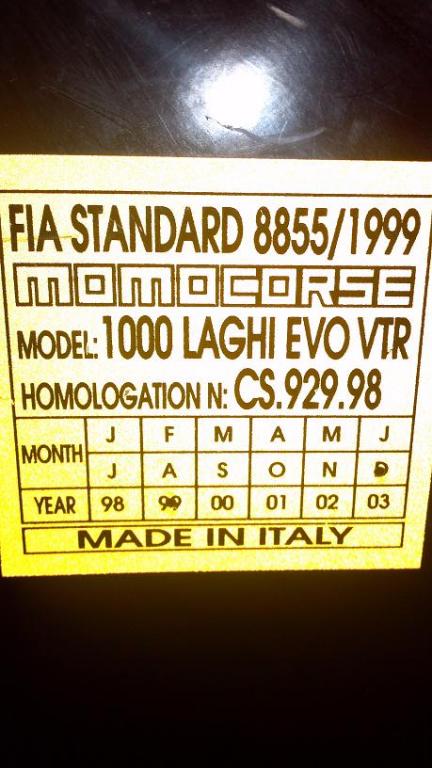 FIA STANDARD 8855/1999
MOMOCORSE
MODEL: 1000 LAGHI EVO VTR
HOMOLOGATION N: CS.929.98
MONTH
J F M A M J
J A S O N D
YEAR 98 99 00 01 02 03
MADE IN ITALY